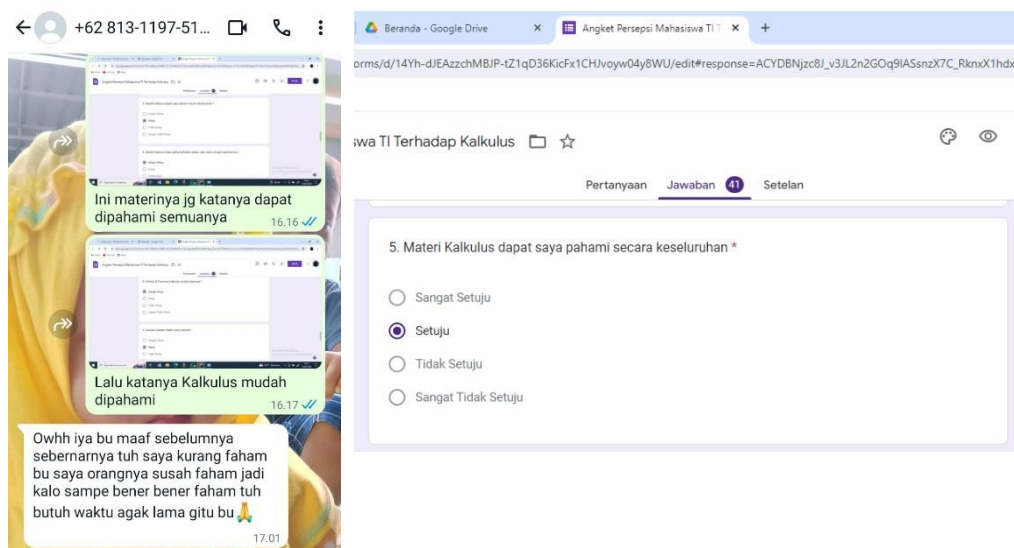 +62 813-1197-51...
Ini materinya jg katanya dapat
dipahami semuanya
16.16
Lalu katanya Kalkulus mudah
dipahami
16.17
Owhh iya bu maaf sebelumnya
sebernarnya tuh saya kurang faham
bu saya orangnya susah faham jadi
kalo sampe bener bener faham tuh
butuh waktu agak lama gitu bu
17.01
Beranda - Google Drive
Angket Persepsi Mahasiswa TI T
orms/d/14Yh-dJEAzzchMBJP-tZ1qD36KicFx1CHJvoyw04y8WU/edit#response=ACYDBNjzc8J_v3JL2n2GOq9IASsnzX7C_RknxX1hdx
swa TI Terhadap Kalkulus
Pertanyaan Jawaban 41 Setelan
5. Materi Kalkulus dapat saya pahami secara keseluruhan *
Sangat Setuju
Setuju
Tidak Setuju
Sangat Tidak Setuju